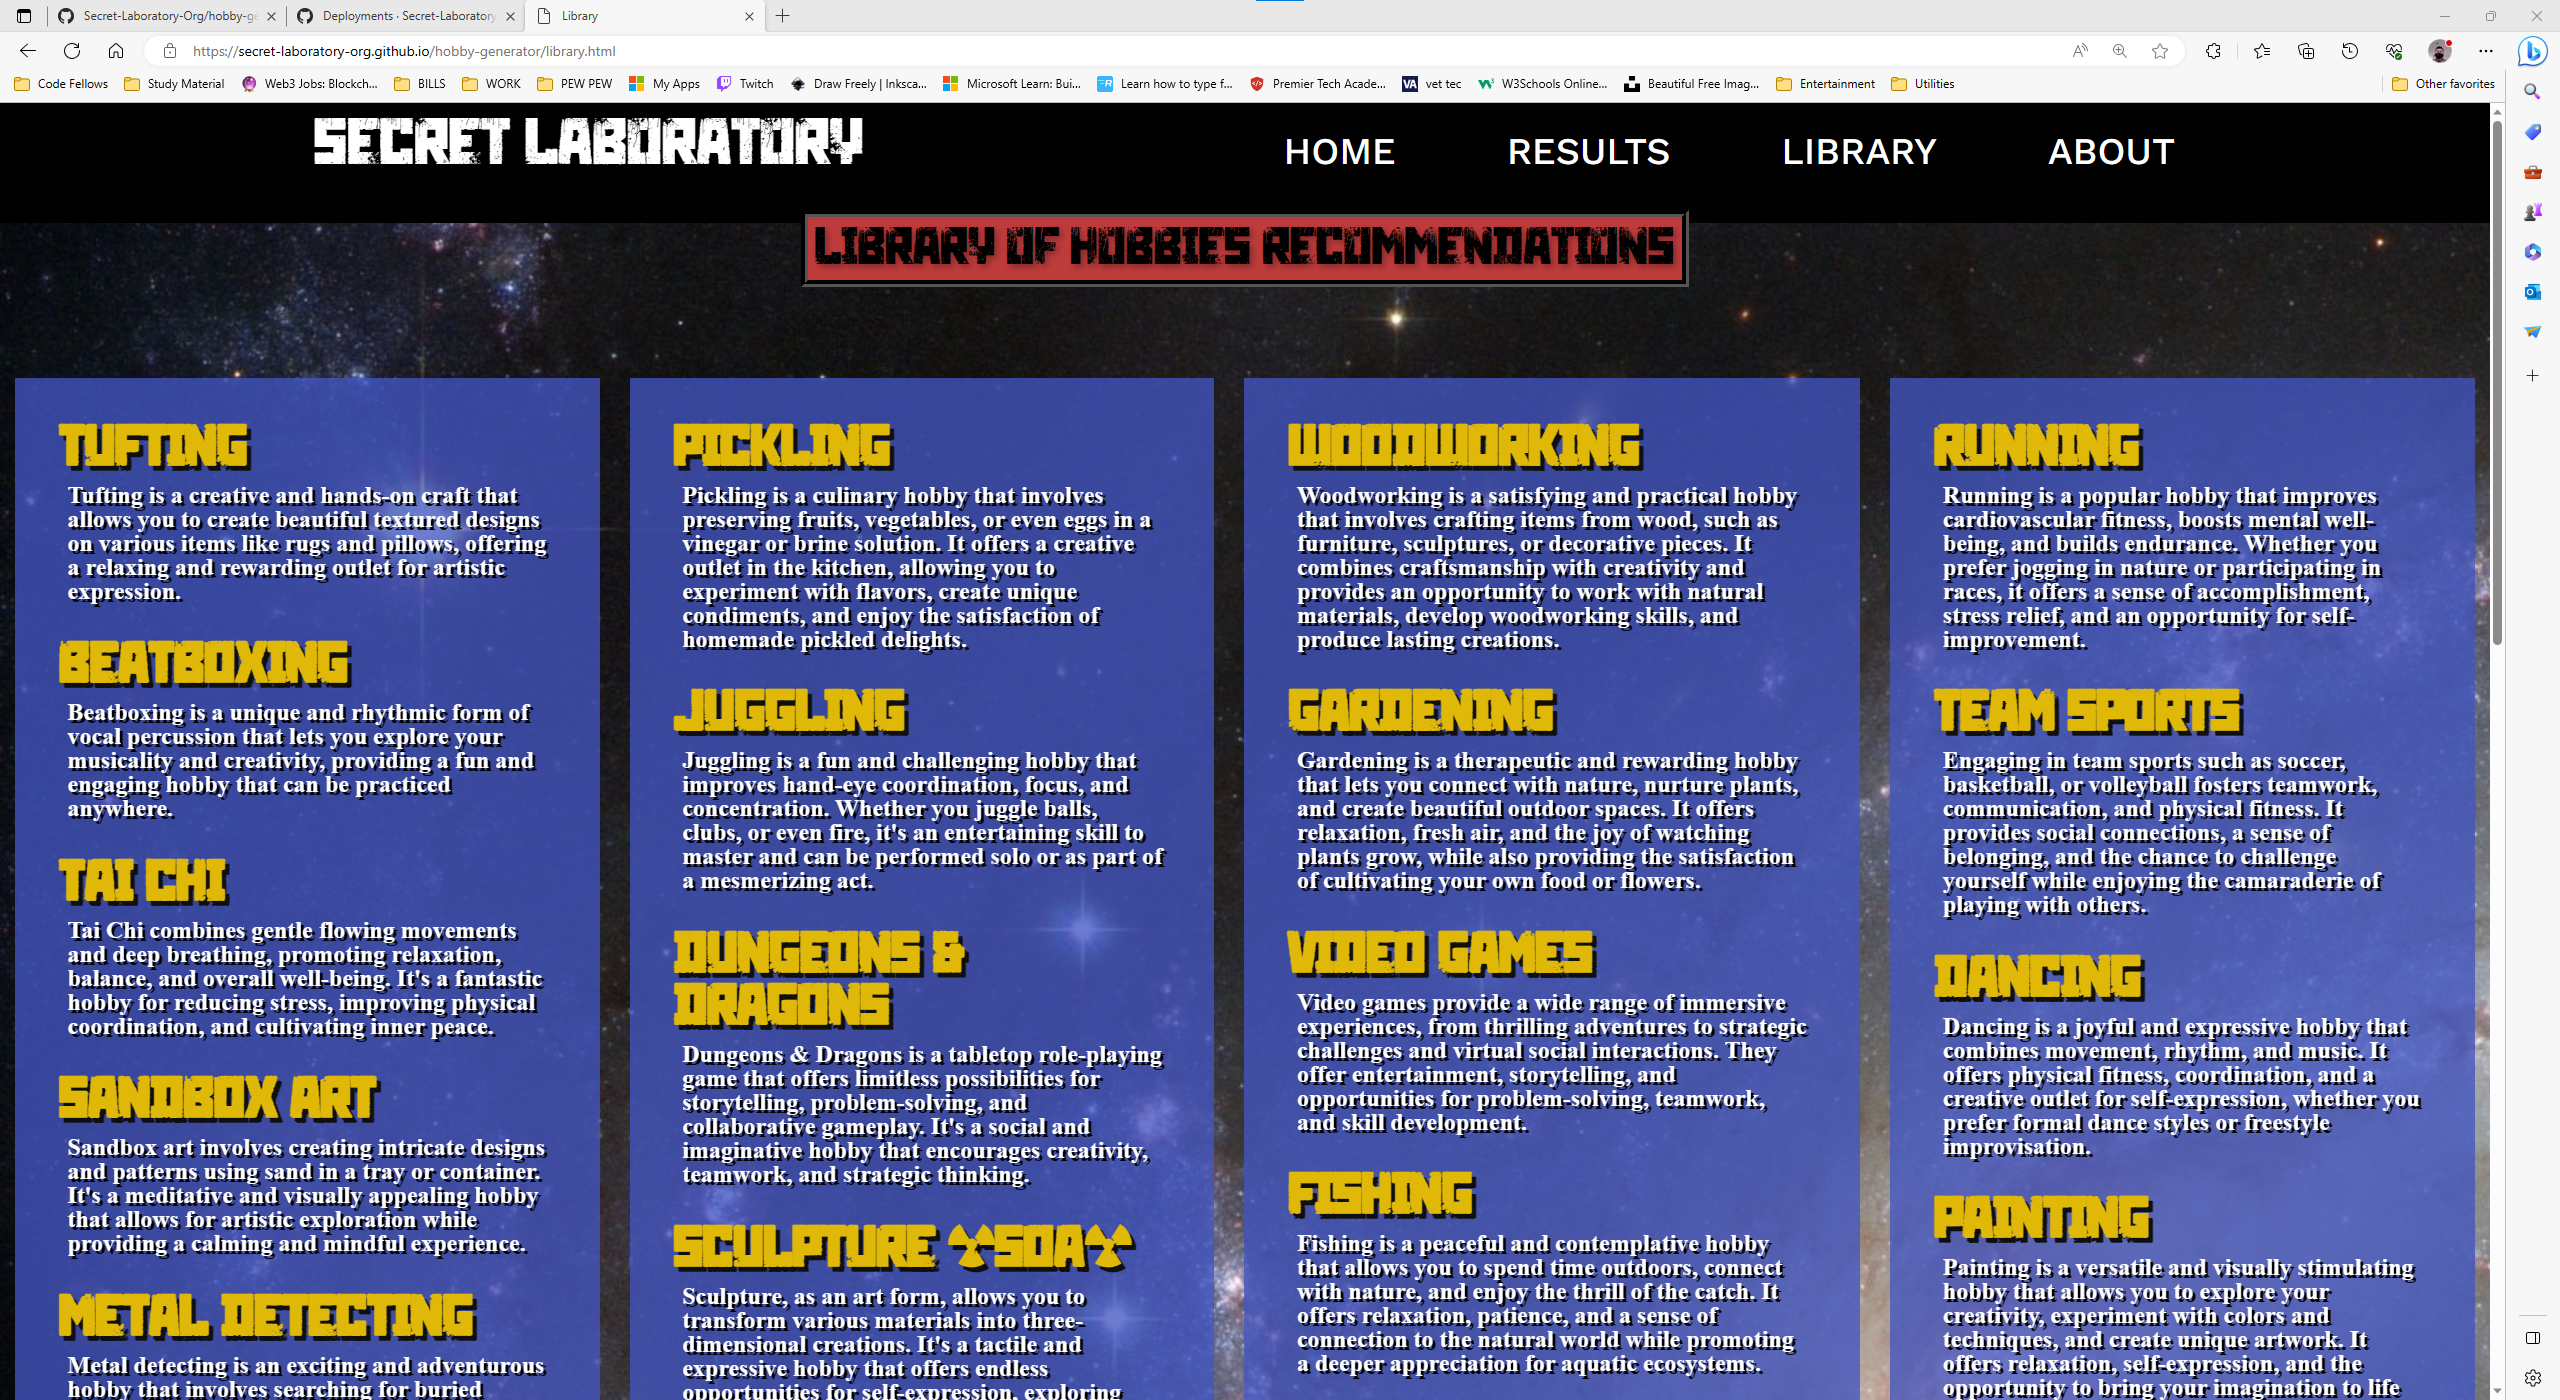 Secret-Laboratory-Org/hobby-ge
Deployments · Secret-Laboratory
Library
https://secret-laboratory-org.github.io/hobby-generator/library.html
Code Fellows
Study Material
Web3 Jobs: Blockch...
BILLS
WORK
PEW PEW
My Apps
Twitch
Draw Freely | Inksca...
Microsoft Learn: Bui...
Learn how to type f...
Premier Tech Acade...
vet tec
W3Schools Online...
Beautiful Free Imag...
Entertainment
Utilities
Other favorites
SECRET LABORATORY
HOME
RESULTS
LIBRARY
ABOUT
LIBRARY OF HOBBIES RECOMMENDATIONS
TUFTING
Tufting is a creative and hands-on craft that
allows you to create beautiful textured designs
on various items like rugs and pillows, offering
a relaxing and rewarding outlet for artistic
expression.
BEATBOXING
Beatboxing is a unique and rhythmic form of
vocal percussion that lets you explore your
musicality and creativity, providing a fun and
engaging hobby that can be practiced
anywhere.
TAI CHI
Tai Chi combines gentle flowing movements
and deep breathing, promoting relaxation,
balance, and overall well-being. It's a fantastic
hobby for reducing stress, improving physical
coordination, and cultivating inner peace.
SANDBOX ART
Sandbox art involves creating intricate designs
and patterns using sand in a tray or container.
It's a meditative and visually appealing hobby
that allows for artistic exploration while
providing a calming and mindful experience.
METAL DETECTING
Metal detecting is an exciting and adventurous
hobby that involves searching for buried
PICKLING
Pickling is a culinary hobby that involves
preserving fruits, vegetables, or even eggs in a
vinegar or brine solution. It offers a creative
outlet in the kitchen, allowing you to
experiment with flavors, create unique
condiments, and enjoy the satisfaction of
homemade pickled delights.
JUGGLING
Juggling is a fun and challenging hobby that
improves hand-eye coordination, focus, and
concentration. Whether you juggle balls,
clubs, or even fire, it's an entertaining skill to
master and can be performed solo or as part of
a mesmerizing act.
DUNGEONS &
DRAGONS
Dungeons & Dragons is a tabletop role-playing
game that offers limitless possibilities for
storytelling, problem-solving, and
collaborative gameplay. It's a social and
imaginative hobby that encourages creativity,
teamwork, and strategic thinking.
SCULPTURE ☢SOA☢
Sculpture, as an art form, allows you to
transform various materials into three-
dimensional creations. It's a tactile and
expressive hobby that offers endless
opportunities for self-expression, exploring
WOODWORKING
Woodworking is a satisfying and practical hobby
that involves crafting items from wood, such as
furniture, sculptures, or decorative pieces. It
combines craftsmanship with creativity and
provides an opportunity to work with natural
materials, develop woodworking skills, and
produce lasting creations.
GARDENING
Gardening is a therapeutic and rewarding hobby
that lets you connect with nature, nurture plants,
and create beautiful outdoor spaces. It offers
relaxation, fresh air, and the joy of watching
plants grow, while also providing the satisfaction
of cultivating your own food or flowers.
VIDEO GAMES
Video games provide a wide range of immersive
experiences, from thrilling adventures to strategic
challenges and virtual social interactions. They
offer entertainment, storytelling, and
opportunities for problem-solving, teamwork,
and skill development.
FISHING
Fishing is a peaceful and contemplative hobby
that allows you to spend time outdoors, connect
with nature, and enjoy the thrill of the catch. It
offers relaxation, patience, and a sense of
connection to the natural world while promoting
a deeper appreciation for aquatic ecosystems.
RUNNING
Running is a popular hobby that improves
cardiovascular fitness, boosts mental well-
being, and builds endurance. Whether you
prefer jogging in nature or participating in
races, it offers a sense of accomplishment,
stress relief, and an opportunity for self-
improvement.
TEAM SPORTS
Engaging in team sports such as soccer,
basketball, or volleyball fosters teamwork,
communication, and physical fitness. It
provides social connections, a sense of
belonging, and the chance to challenge
yourself while enjoying the camaraderie of
playing with others.
DANCING
Dancing is a joyful and expressive hobby that
combines movement, rhythm, and music. It
offers physical fitness, coordination, and a
creative outlet for self-expression, whether you
prefer formal dance styles or freestyle
improvisation.
PAINTING
Painting is a versatile and visually stimulating
hobby that allows you to explore your
creativity, experiment with colors and
techniques, and create unique artwork. It
offers relaxation, self-expression, and the
opportunity to bring your imagination to life